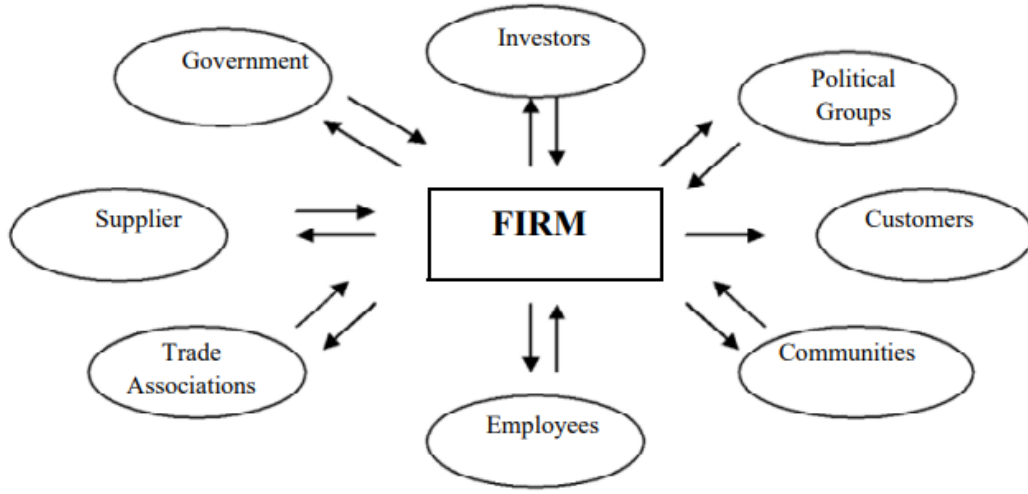 Investors
Government
Political
Groups
Supplier
FIRM
Customers
Trade
Associations
Communities
Employees